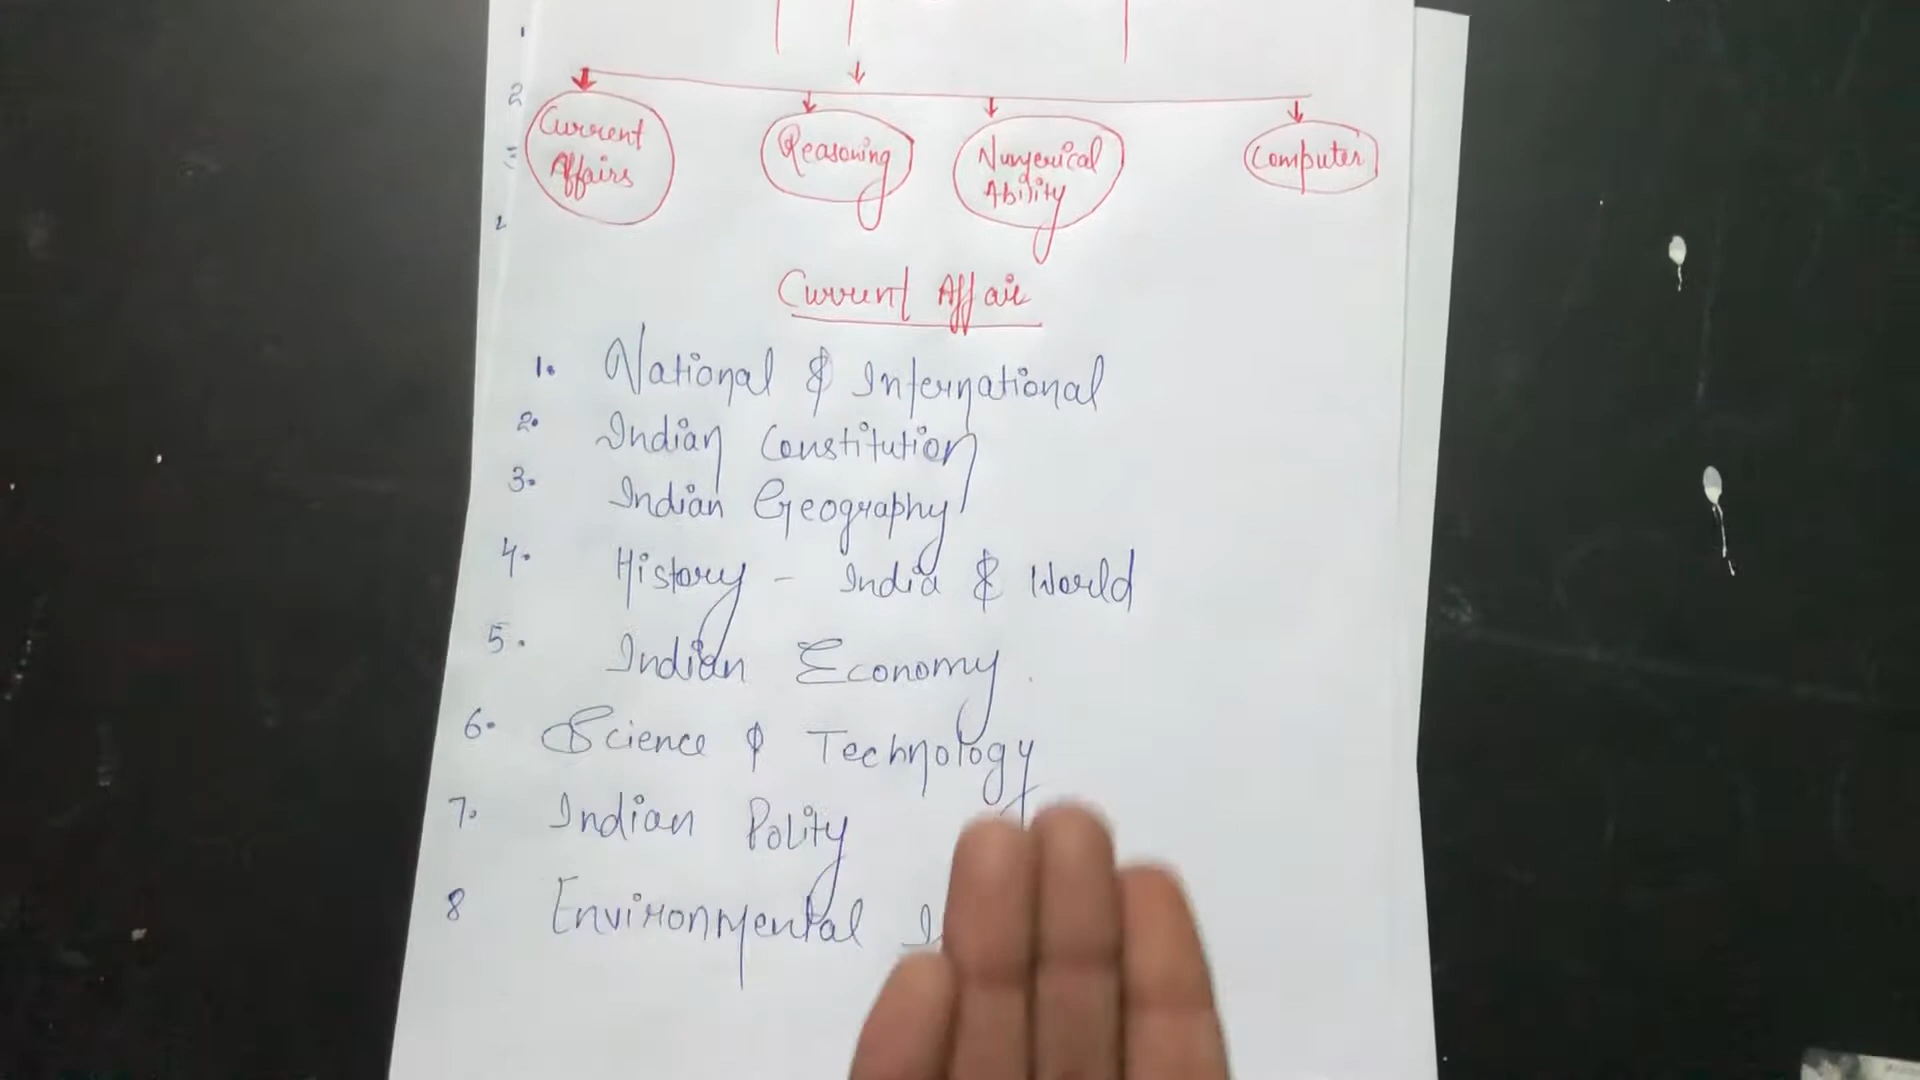 Current Affairs
Reasoning
Numerical Ability
Computer
Current Affair
1. National & International
2. Indian Constitution
3. Indian Geography
4. History - India & World
5. Indian Economy
6. Science & Technology
7. Indian Polity
8 Environmental